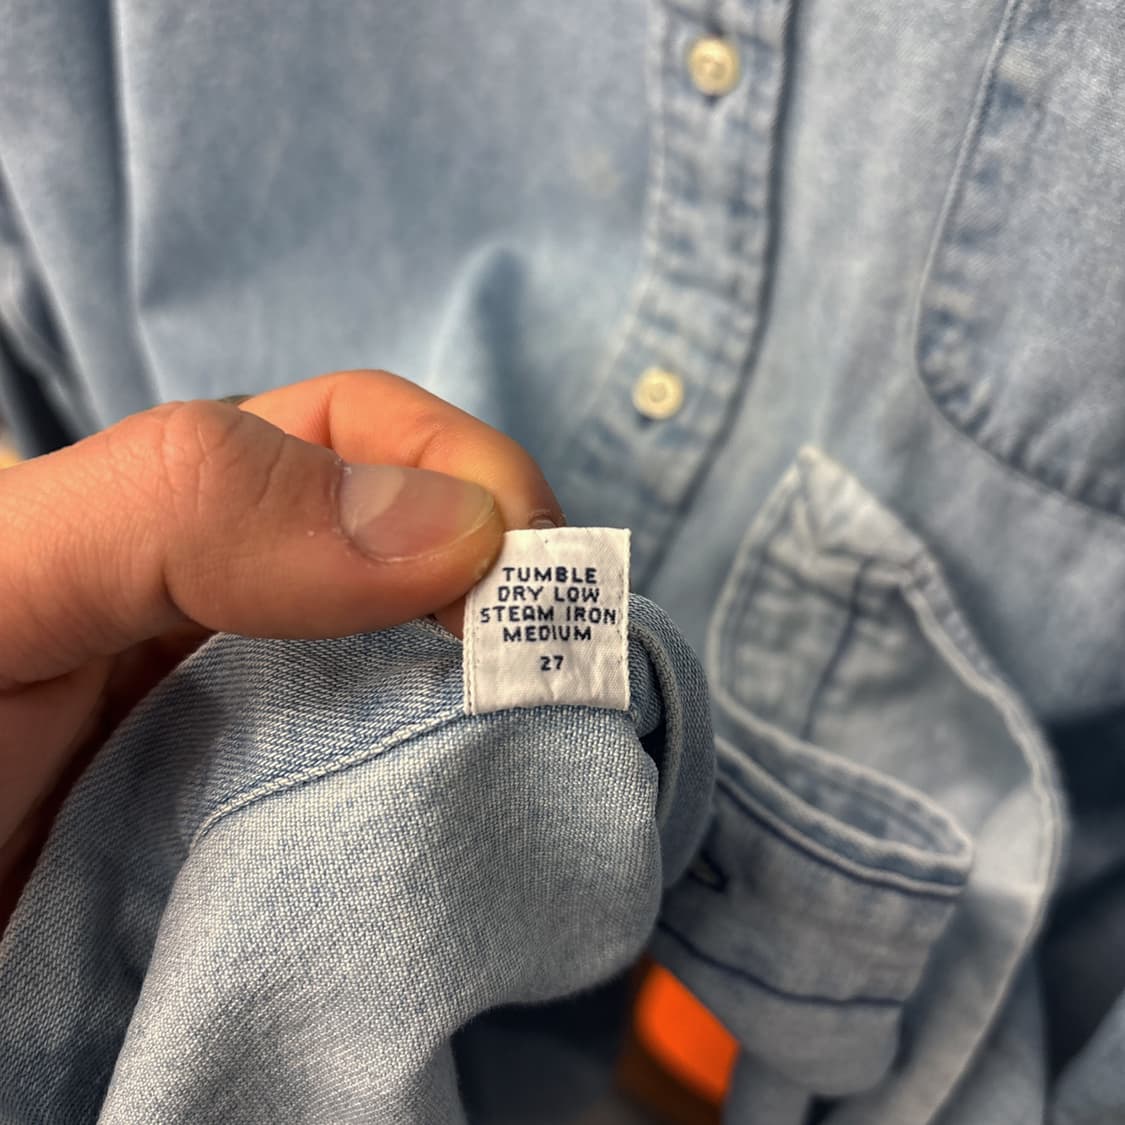 TUMBLE
DRY LOW
STEAM IRON
MEDIUM
27